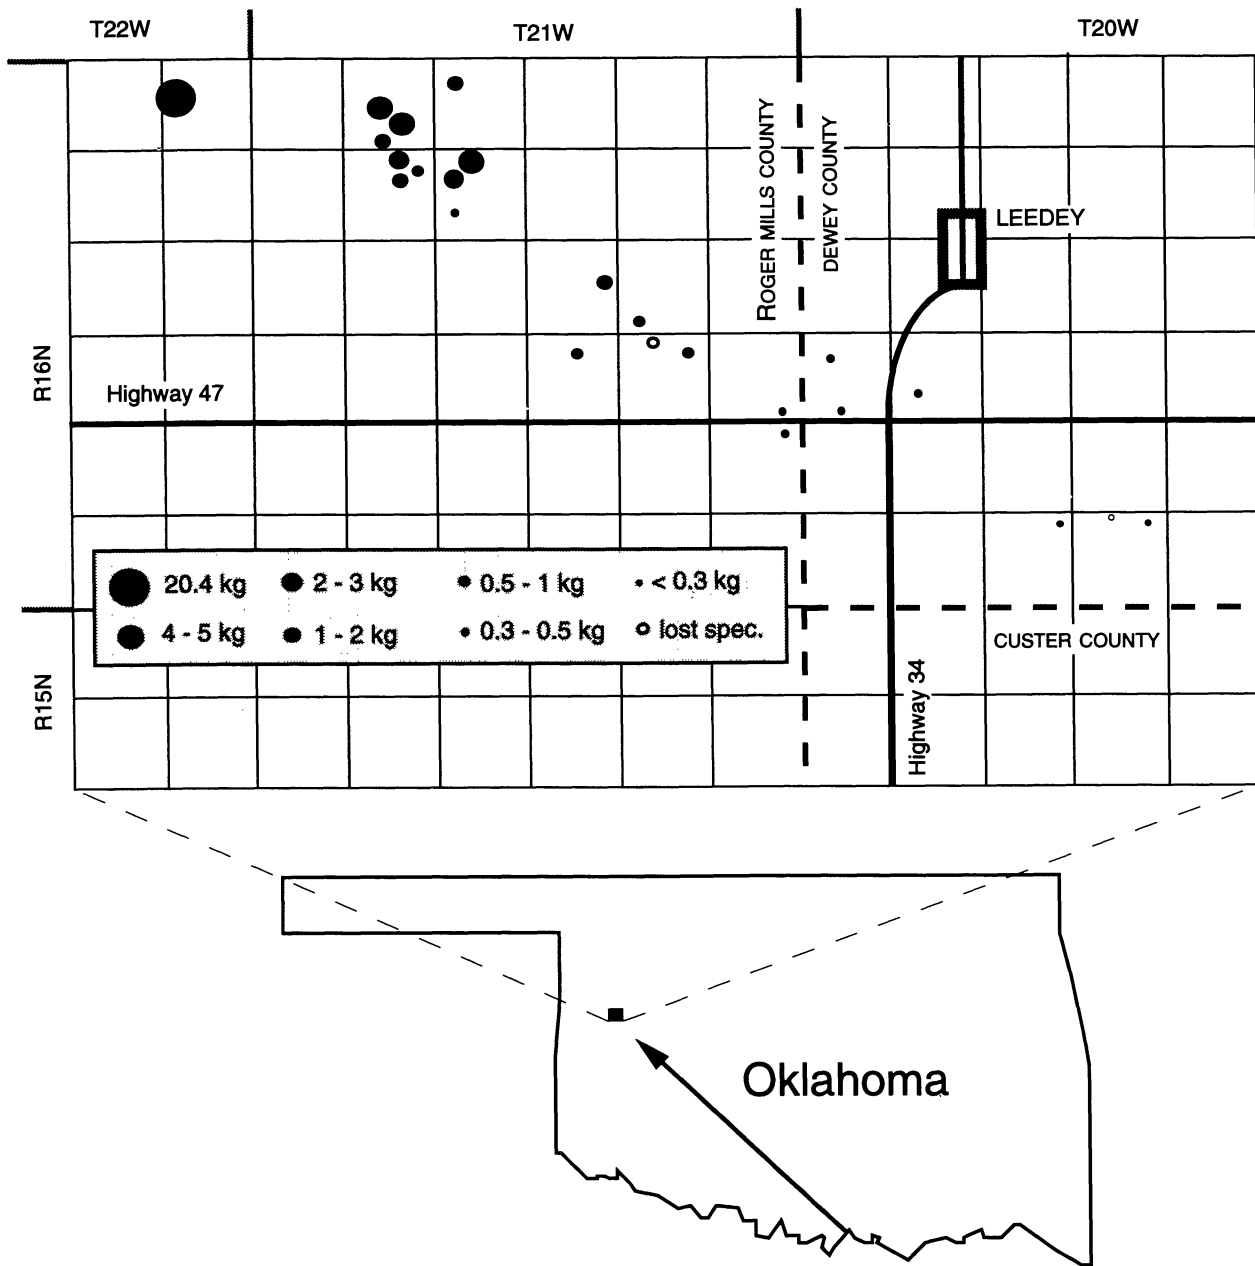 T22W
T21W
T20W
ROGER MILLS COUNTY
DEWEY COUNTY
LEEDEY
R16N
Highway 47
20.4 kg
2 - 3 kg
0.5 - 1 kg
< 0.3 kg
4 - 5 kg
1 - 2 kg
0.3 - 0.5 kg
lost spec.
CUSTER COUNTY
R15N
Highway 34
Oklahoma